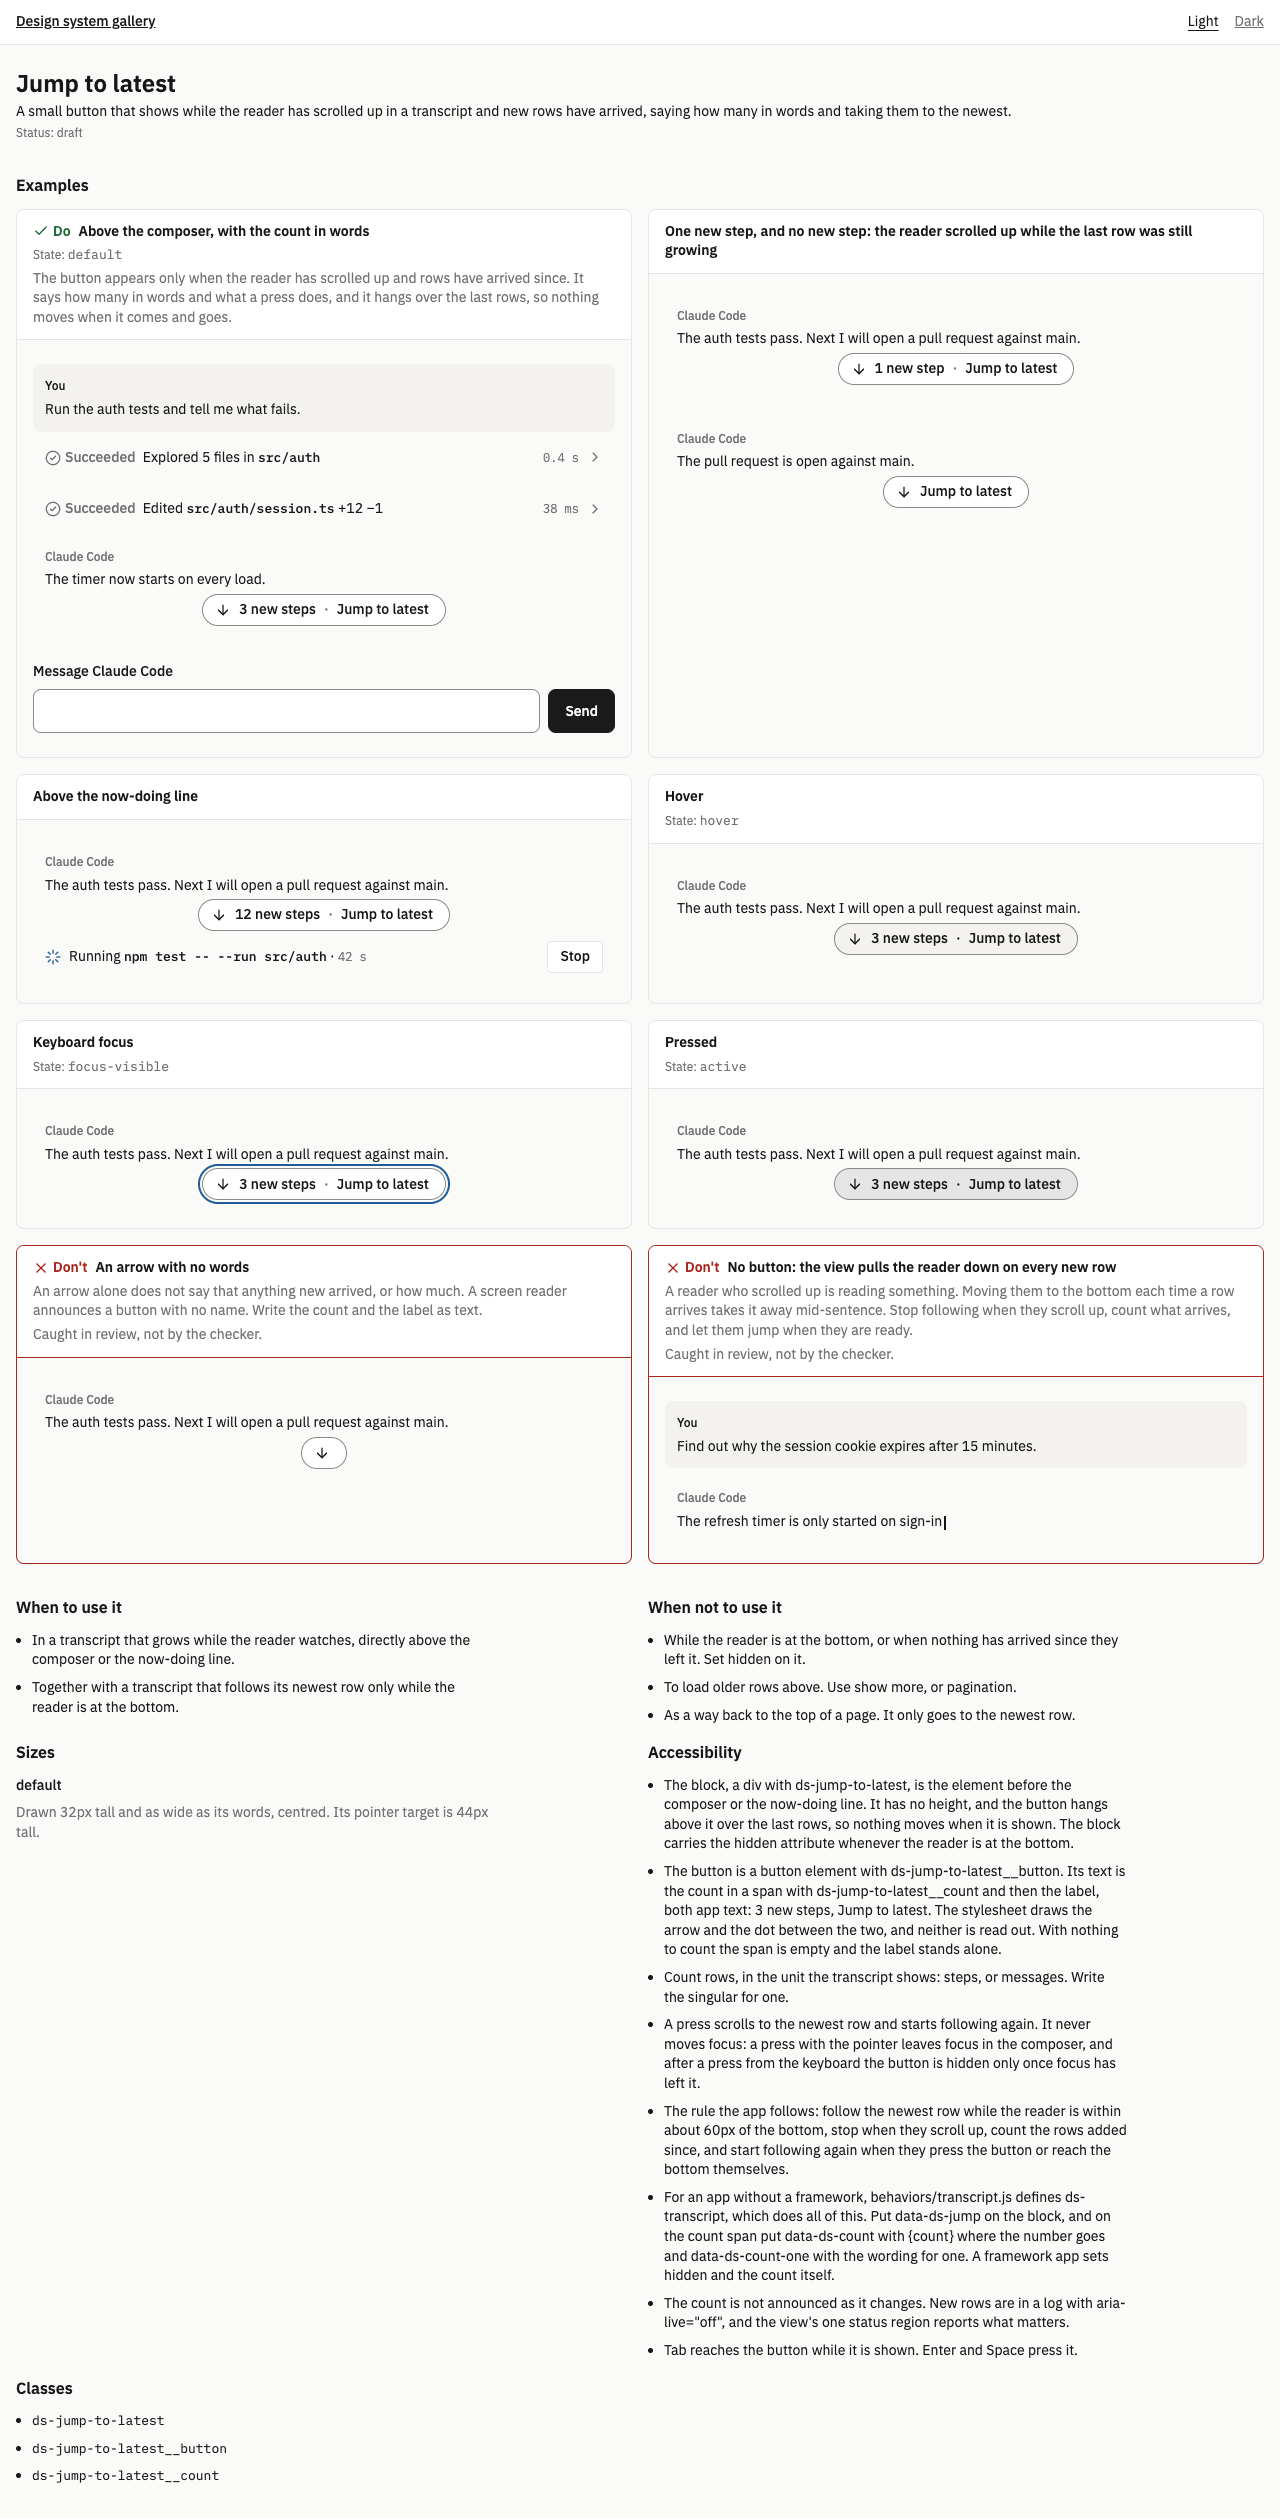 Design system gallery
Light
Dark
Jump to latest
A small button that shows while the reader has scrolled up in a transcript and new rows have arrived, saying how many in words and taking them to the newest.
Status: draft
Examples
Do Above the composer, with the count in words
State: default
The button appears only when the reader has scrolled up and rows have arrived since. It
says how many in words and what a press does, and it hangs over the last rows, so nothing
moves when it comes and goes.
You
Run the auth tests and tell me what fails.
Succeeded Explored 5 files in src/auth 0.4 s
Succeeded Edited src/auth/session.ts +12 −1 38 ms
Claude Code
The timer now starts on every load.
3 new steps · Jump to latest
Message Claude Code
Send
One new step, and no new step: the reader scrolled up while the last row was still
growing
Claude Code
The auth tests pass. Next I will open a pull request against main.
1 new step · Jump to latest
Claude Code
The pull request is open against main.
Jump to latest
Above the now-doing line
Claude Code
The auth tests pass. Next I will open a pull request against main.
12 new steps · Jump to latest
Running npm test -- --run src/auth · 42 s
Stop
Hover
State: hover
Claude Code
The auth tests pass. Next I will open a pull request against main.
3 new steps · Jump to latest
Keyboard focus
State: focus-visible
Claude Code
The auth tests pass. Next I will open a pull request against main.
3 new steps · Jump to latest
Pressed
State: active
Claude Code
The auth tests pass. Next I will open a pull request against main.
3 new steps · Jump to latest
Don't An arrow with no words
An arrow alone does not say that anything new arrived, or how much. A screen reader
announces a button with no name. Write the count and the label as text.
Caught in review, not by the checker.
Claude Code
The auth tests pass. Next I will open a pull request against main.
Don't No button: the view pulls the reader down on every new row
A reader who scrolled up is reading something. Moving them to the bottom each time a row
arrives takes it away mid-sentence. Stop following when they scroll up, count what arrives,
and let them jump when they are ready.
Caught in review, not by the checker.
You
Find out why the session cookie expires after 15 minutes.
Claude Code
The refresh timer is only started on sign-in
When to use it
In a transcript that grows while the reader watches, directly above the
composer or the now-doing line.
Together with a transcript that follows its newest row only while the
reader is at the bottom.
When not to use it
While the reader is at the bottom, or when nothing has arrived since they
left it. Set hidden on it.
To load older rows above. Use show more, or pagination.
As a way back to the top of a page. It only goes to the newest row.
Sizes
default
Drawn 32px tall and as wide as its words, centred. Its pointer target is 44px
tall.
Accessibility
The block, a div with ds-jump-to-latest, is the element before the
composer or the now-doing line. It has no height, and the button hangs
above it over the last rows, so nothing moves when it is shown. The block
carries the hidden attribute whenever the reader is at the bottom.
The button is a button element with ds-jump-to-latest__button. Its text is
the count in a span with ds-jump-to-latest__count and then the label,
both app text: 3 new steps, Jump to latest. The stylesheet draws the
arrow and the dot between the two, and neither is read out. With nothing
to count the span is empty and the label stands alone.
Count rows, in the unit the transcript shows: steps, or messages. Write
the singular for one.
A press scrolls to the newest row and starts following again. It never
moves focus: a press with the pointer leaves focus in the composer, and
after a press from the keyboard the button is hidden only once focus has
left it.
The rule the app follows: follow the newest row while the reader is within
about 60px of the bottom, stop when they scroll up, count the rows added
since, and start following again when they press the button or reach the
bottom themselves.
For an app without a framework, behaviors/transcript.js defines ds-
transcript, which does all of this. Put data-ds-jump on the block, and on
the count span put data-ds-count with {count} where the number goes
and data-ds-count-one with the wording for one. A framework app sets
hidden and the count itself.
The count is not announced as it changes. New rows are in a log with aria-
live="off", and the view's one status region reports what matters.
Tab reaches the button while it is shown. Enter and Space press it.
Classes
ds-jump-to-latest
ds-jump-to-latest__button
ds-jump-to-latest__count